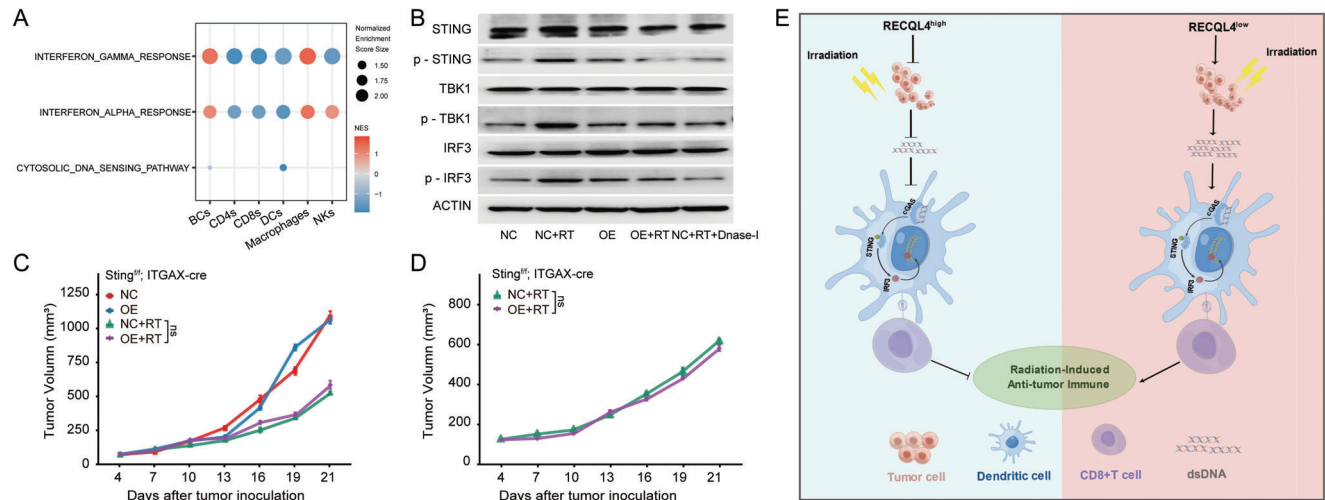 A
INTERFERON_GAMMA_RESPONSE
INTERFERON_ALPHA_RESPONSE
CYTOSOLIC_DNA_SENSING_PATHWAY
BCs
CD4s
CD8s
DCs
Macrophages
NKs
Normalized
Enrichment
Score Size
1.50
1.75
2.00
NES
1
0
−1
B
STING
p - STING
TBK1
p - TBK1
IRF3
p - IRF3
ACTIN
NC NC+RT OE OE+RT NC+RT+Dnase-I
C
Sting f/f; ITGAX-cre
NC
OE
NC+RT
OE+RT
ns
Tumor Volumn (mm³)
1250
1000
750
500
250
0
4 7 10 13 16 19 21
Days after tumor inoculation
D
Sting f/f; ITGAX-cre
NC+RT
OE+RT
ns
Tumor Volumn (mm³)
800
600
400
200
0
4 7 10 13 16 19 21
Days after tumor inoculation
E
RECQL4high
Irradiation
cGAS
STING
IRF3
RECQL4low
Irradiation
cGAS
STING
IRF3
Radiation-Induced
Anti-tumor Immune
Tumor cell
Dendritic cell
CD8+T cell
dsDNA